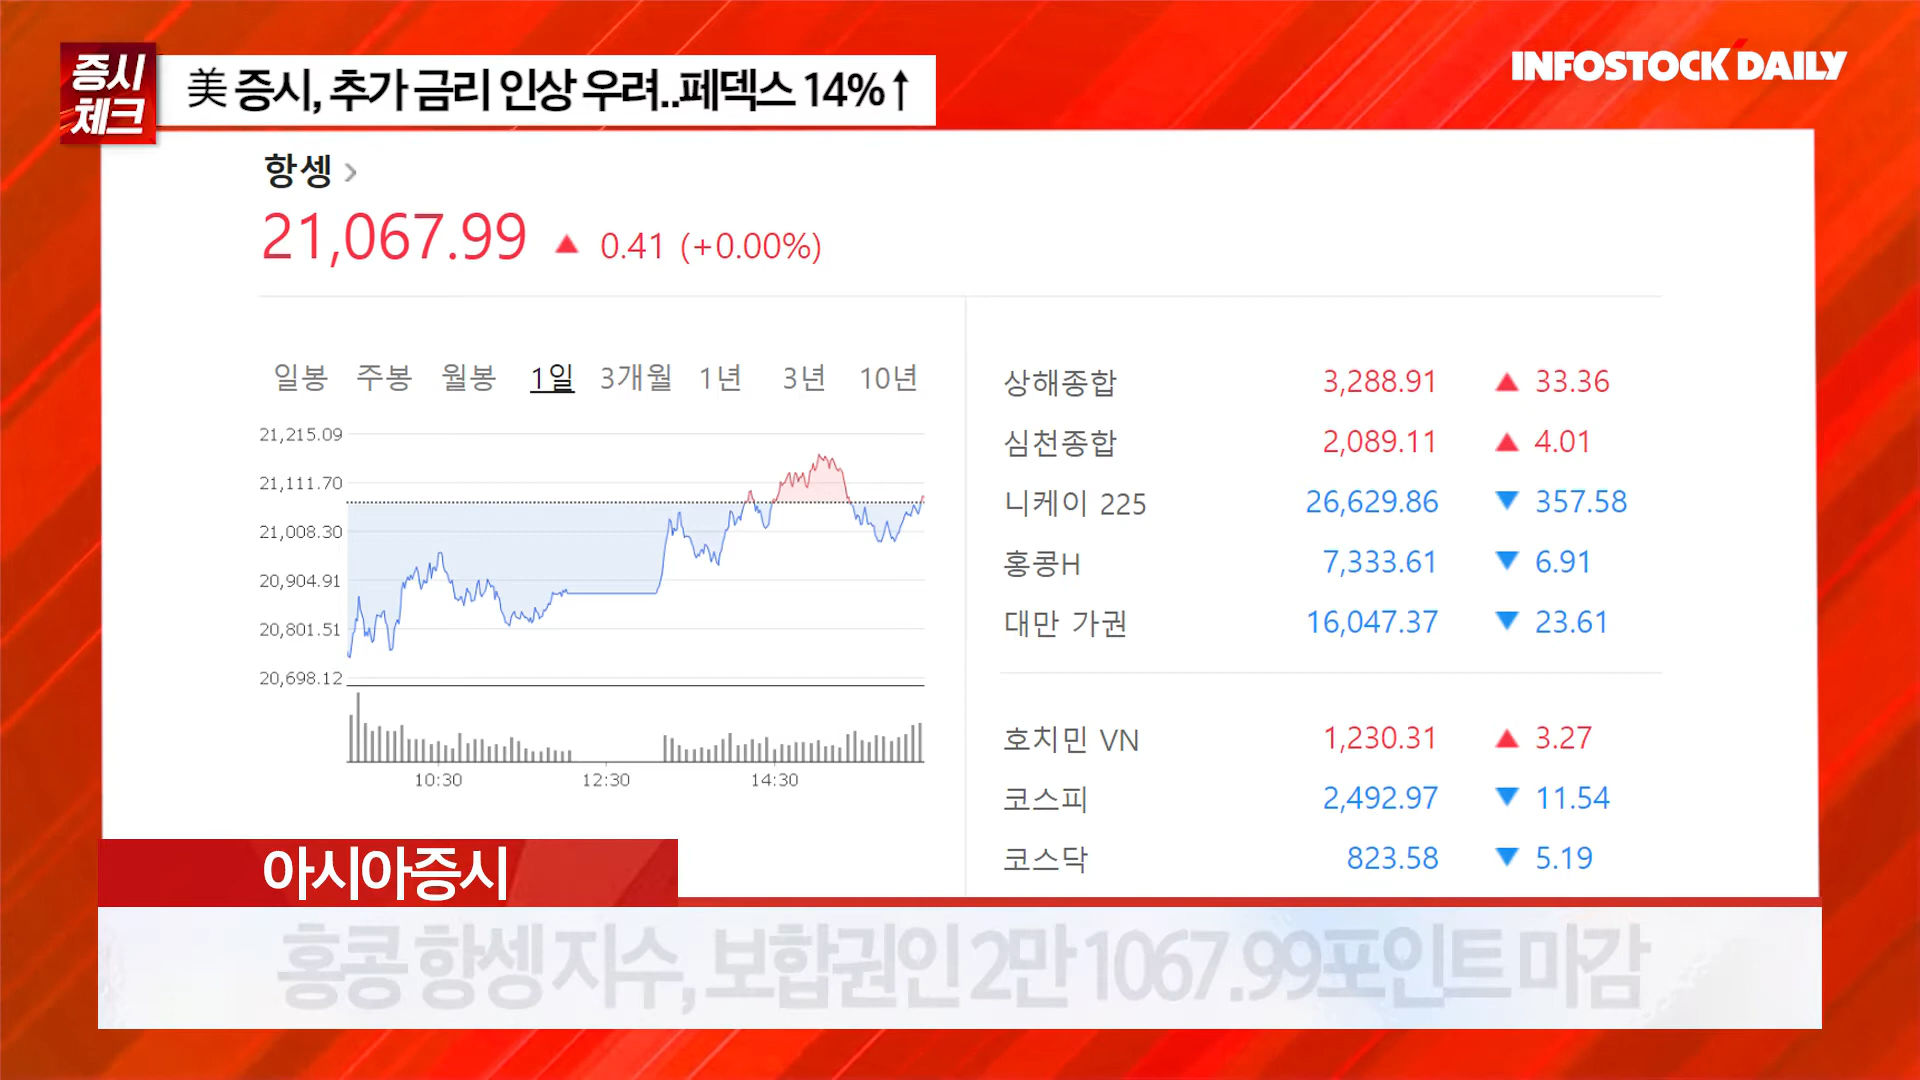 증시
체크
美 증시, 추가 금리 인상 우려..페덱스 14%↑
INFOSTOCK DAILY
항셍 >
21,067.99 ▲ 0.41 (+0.00%)
일봉 주봉 월봉 1일 3개월 1년 3년 10년
21,215.09
21,111.70
21,008.30
20,904.91
20,801.51
20,698.12
10:30 12:30 14:30
상해종합 3,288.91 ▲ 33.36
심천종합 2,089.11 ▲ 4.01
니케이 225 26,629.86 ▼ 357.58
홍콩H 7,333.61 ▼ 6.91
대만 가권 16,047.37 ▼ 23.61
호치민 VN 1,230.31 ▲ 3.27
코스피 2,492.97 ▼ 11.54
코스닥 823.58 ▼ 5.19
아시아증시
홍콩 항셍 지수, 보합권인 2만 1067.99포인트 마감